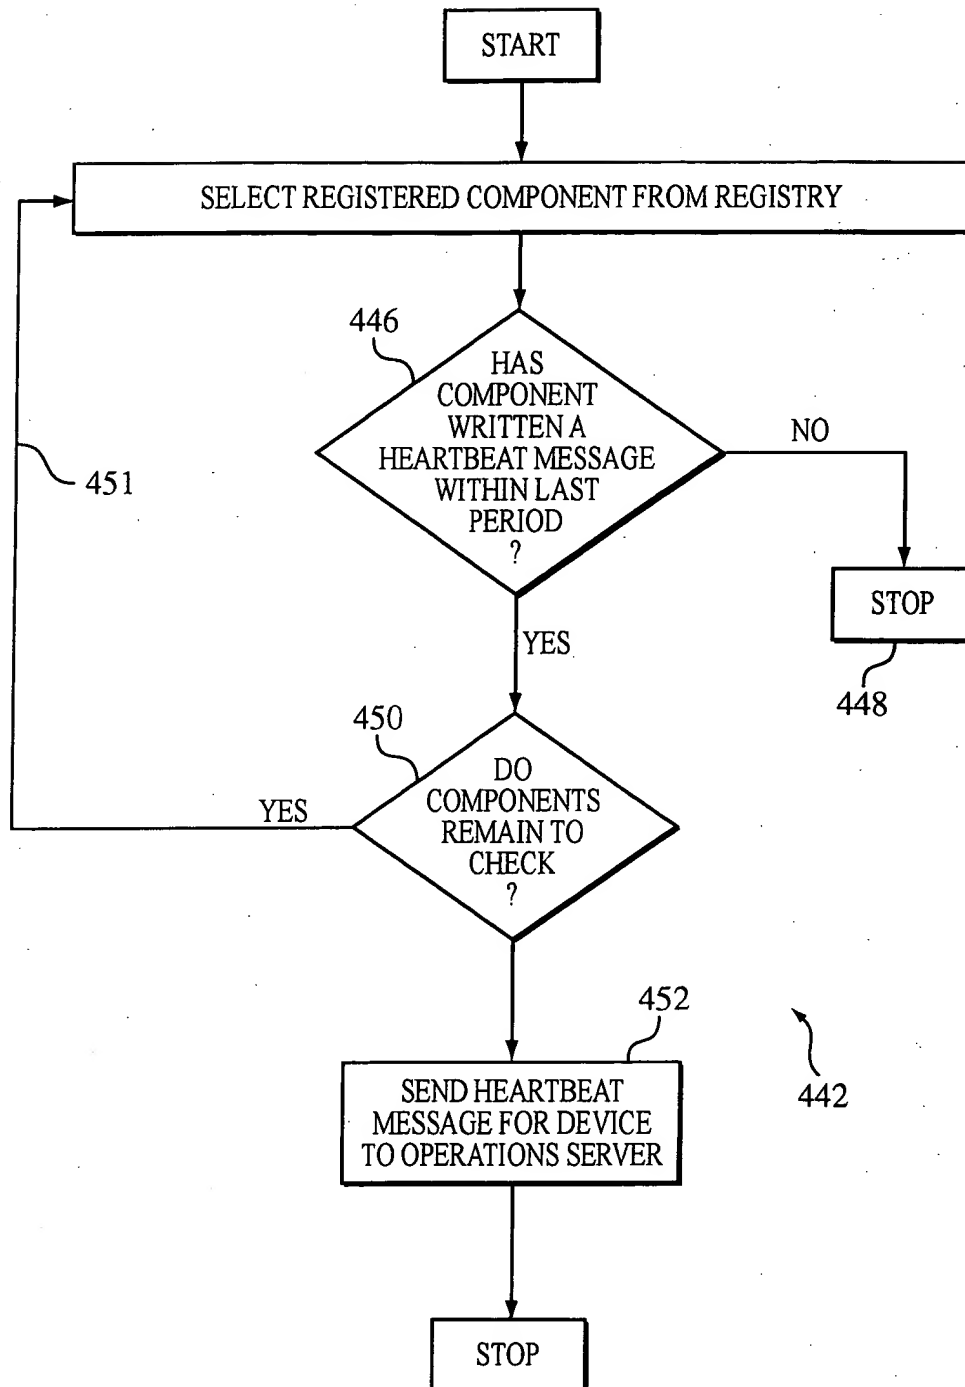 START
SELECT REGISTERED COMPONENT FROM REGISTRY
446
HAS
COMPONENT
WRITTEN A
HEARTBEAT MESSAGE
WITHIN LAST
PERIOD
?
NO
451
STOP
448
YES
450
DO
COMPONENTS
REMAIN TO
CHECK
?
YES
452
SEND HEARTBEAT
MESSAGE FOR DEVICE
TO OPERATIONS SERVER
442
STOP